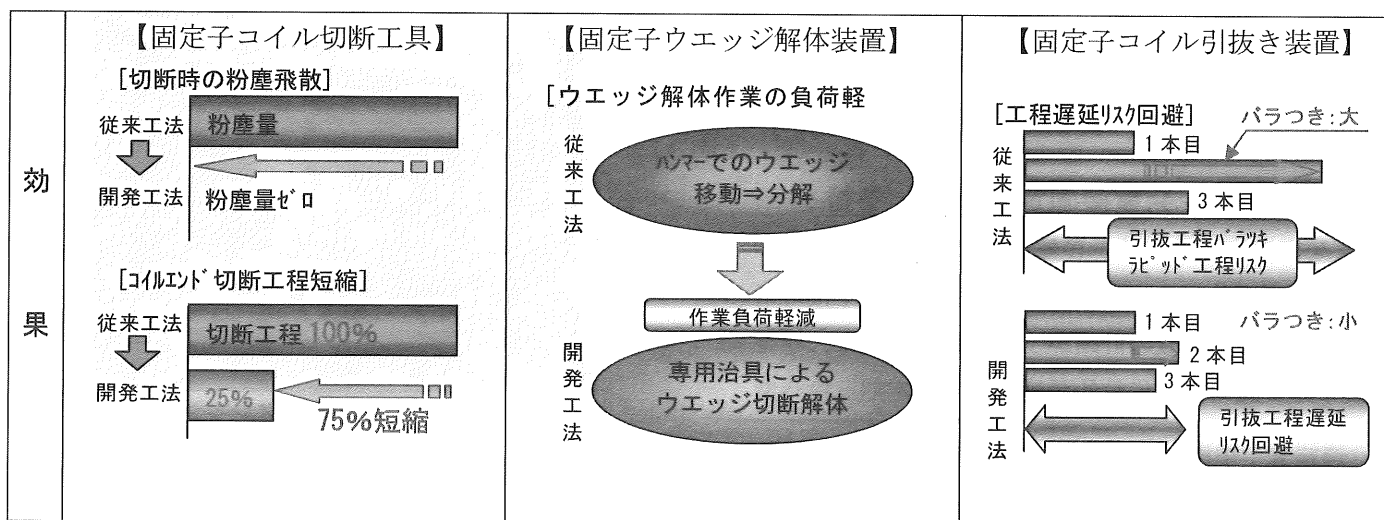 効
果
【固定子コイル切断工具】
[切断時の粉塵飛散]
従来工法
粉塵量
開発工法
粉塵量ｾﾞﾛ
[ｺｲﾙｴﾝﾄﾞ切断工程短縮]
従来工法
切断工程 100%
開発工法
25%
75%短縮
【固定子ウエッジ解体装置】
[ウエッジ解体作業の負荷軽
従来工法
ﾊﾝﾏｰでのウエッジ
移動⇒分解
作業負荷軽減
開発工法
専用治具による
ウエッジ切断解体
【固定子コイル引抜き装置】
[工程遅延リスク回避]
バラつき:大
従来工法
1本目
3本目
引抜工程ﾊﾞﾗﾂｷ
ﾗﾋﾟｯﾄﾞ工程ﾘｽｸ
開発工法
1本目
バラつき:小
2本目
3本目
引抜工程遅延
ﾘｽｸ回避